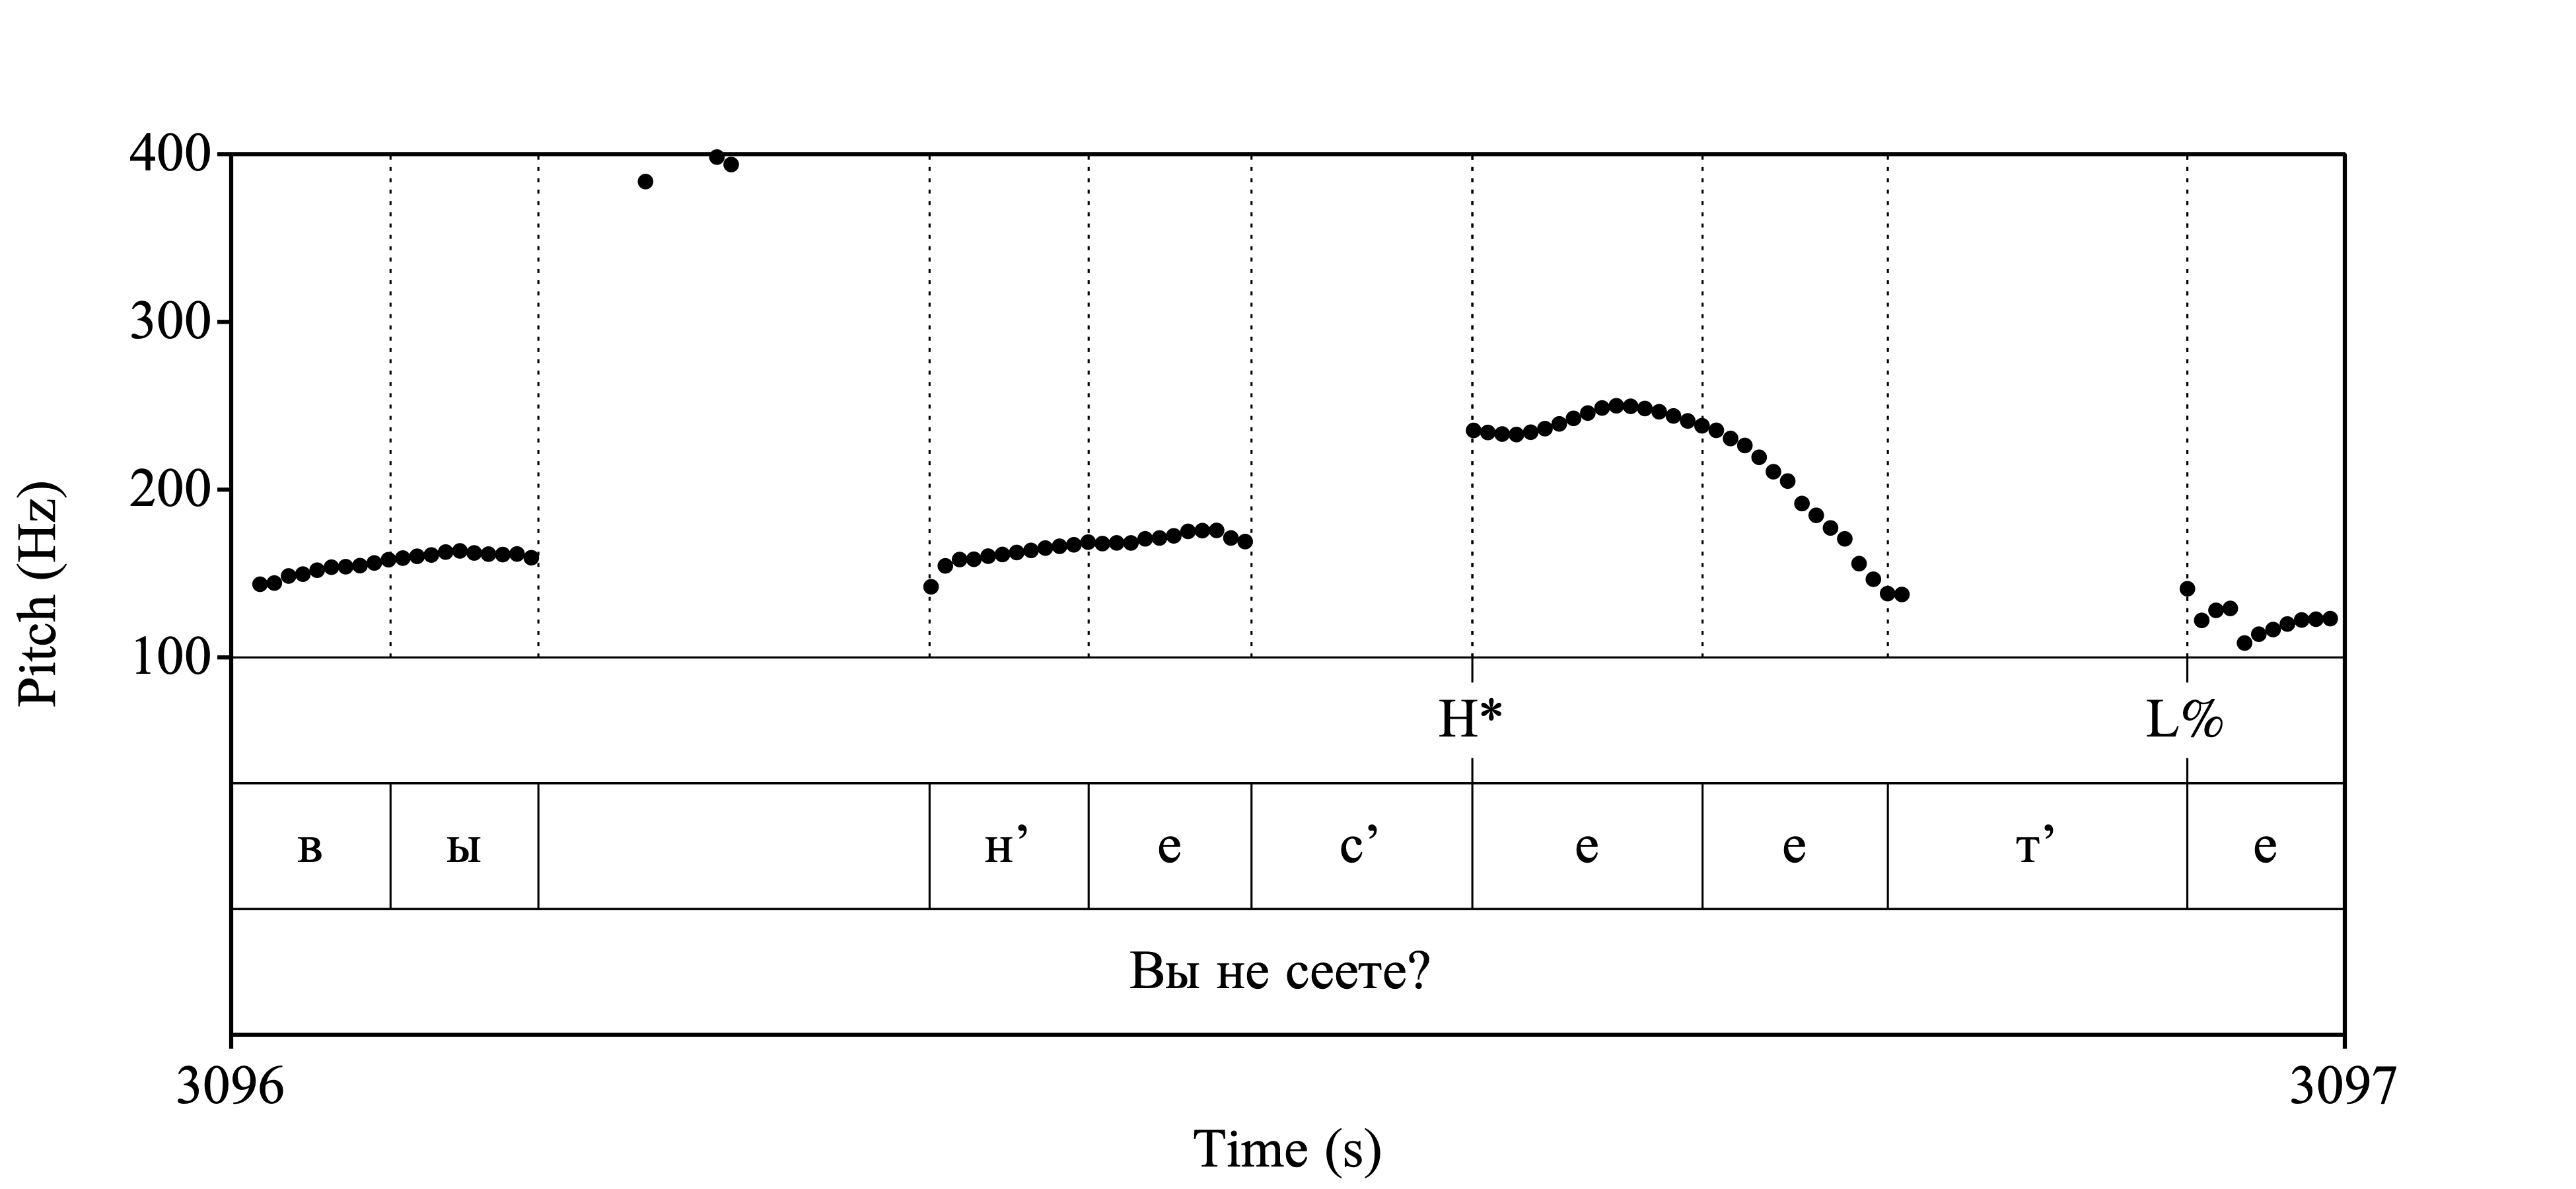 400
300
200
100
Pitch (Hz)
H* L%
в ы н’ е с’ е е т’ е
Вы не сеете?
3096 3097
Time (s)